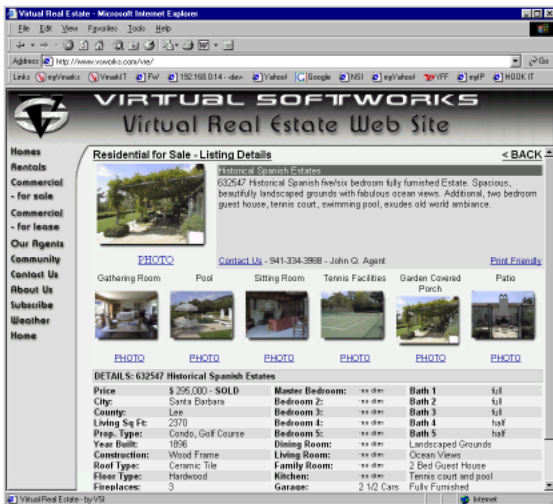 Virtual Real Estate - Microsoft Internet Explorer
File Edit View Favorites Tools Help
Address http://www.vsworks.com/vre/ Go
Links myVmarks VmarkIT FW 192.168.0.14 -dev- Yahoo! Google NSI myYahoo! YFF myIP HOOK IT
VIRTUAL SOFTWORKS
Virtual Real Estate Web Site
Homes
Rentals
Commercial
- for sale
Commercial
- for lease
Our Agents
Community
Contact Us
About Us
Subscribe
Weather
Home
Residential for Sale - Listing Details < BACK
Historical Spanish Estates
632547 Historical Spanish five/six bedroom fully furnished Estate. Spacious,
beautifully landscaped grounds with fabulous ocean views. Additional, two bedroom
guest house, tennis court, swimming pool, exudes old world ambiance.
PHOTO Contact Us - 941-334-3988 - John Q. Agent Print Friendly
Gathering Room Pool Sitting Room Tennis Facilities Garden Covered Porch Patio
PHOTO PHOTO PHOTO PHOTO PHOTO PHOTO
DETAILS: 632547 Historical Spanish Estates
Price $ 295,000 - SOLD Master Bedroom: Bath 1 full
City: Santa Barbara Bedroom 2: Bath 2 full
County: Lee Bedroom 3: Bath 3 full
Living Sq Ft: 2370 Bedroom 4: Bath 4 half
Prop. Type: Condo, Golf Course Bedroom 5: Bath 5 half
Year Built: 1896 Dining Room: Landscaped Grounds
Construction: Wood Frame Living Room: Ocean Views
Roof Type: Ceramic Tile Family Room: 2 Bed Guest House
Floor Type: Hardwood Kitchen: Tennis court and pool
Fireplaces: 3 Garage: 2 1/2 Cars Fully Furnished
Virtual Real Estate - by VSI Internet